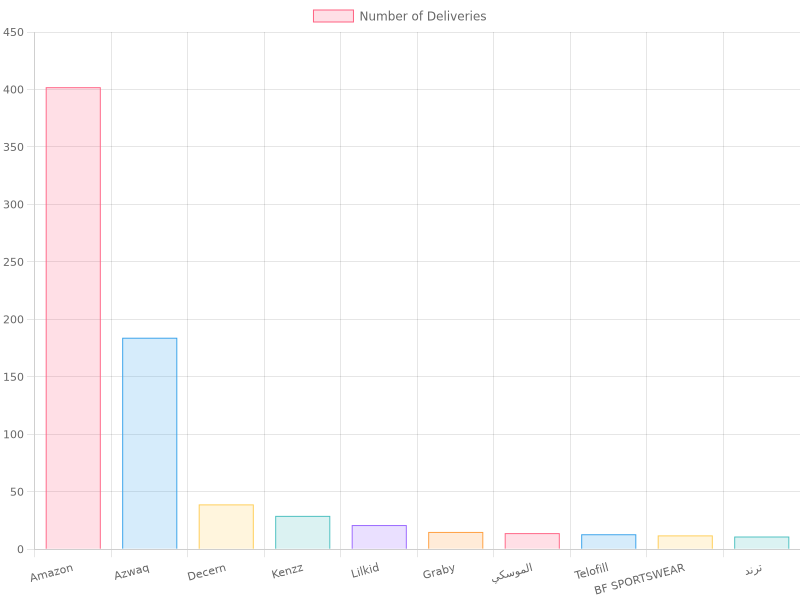 Number of Deliveries
450
400
350
300
250
200
150
100
50
0
Amazon
Azwaq
Decern
Kenzz
Lilkid
Graby
الموسكي
Telofill
BF SPORTSWEAR
ترند